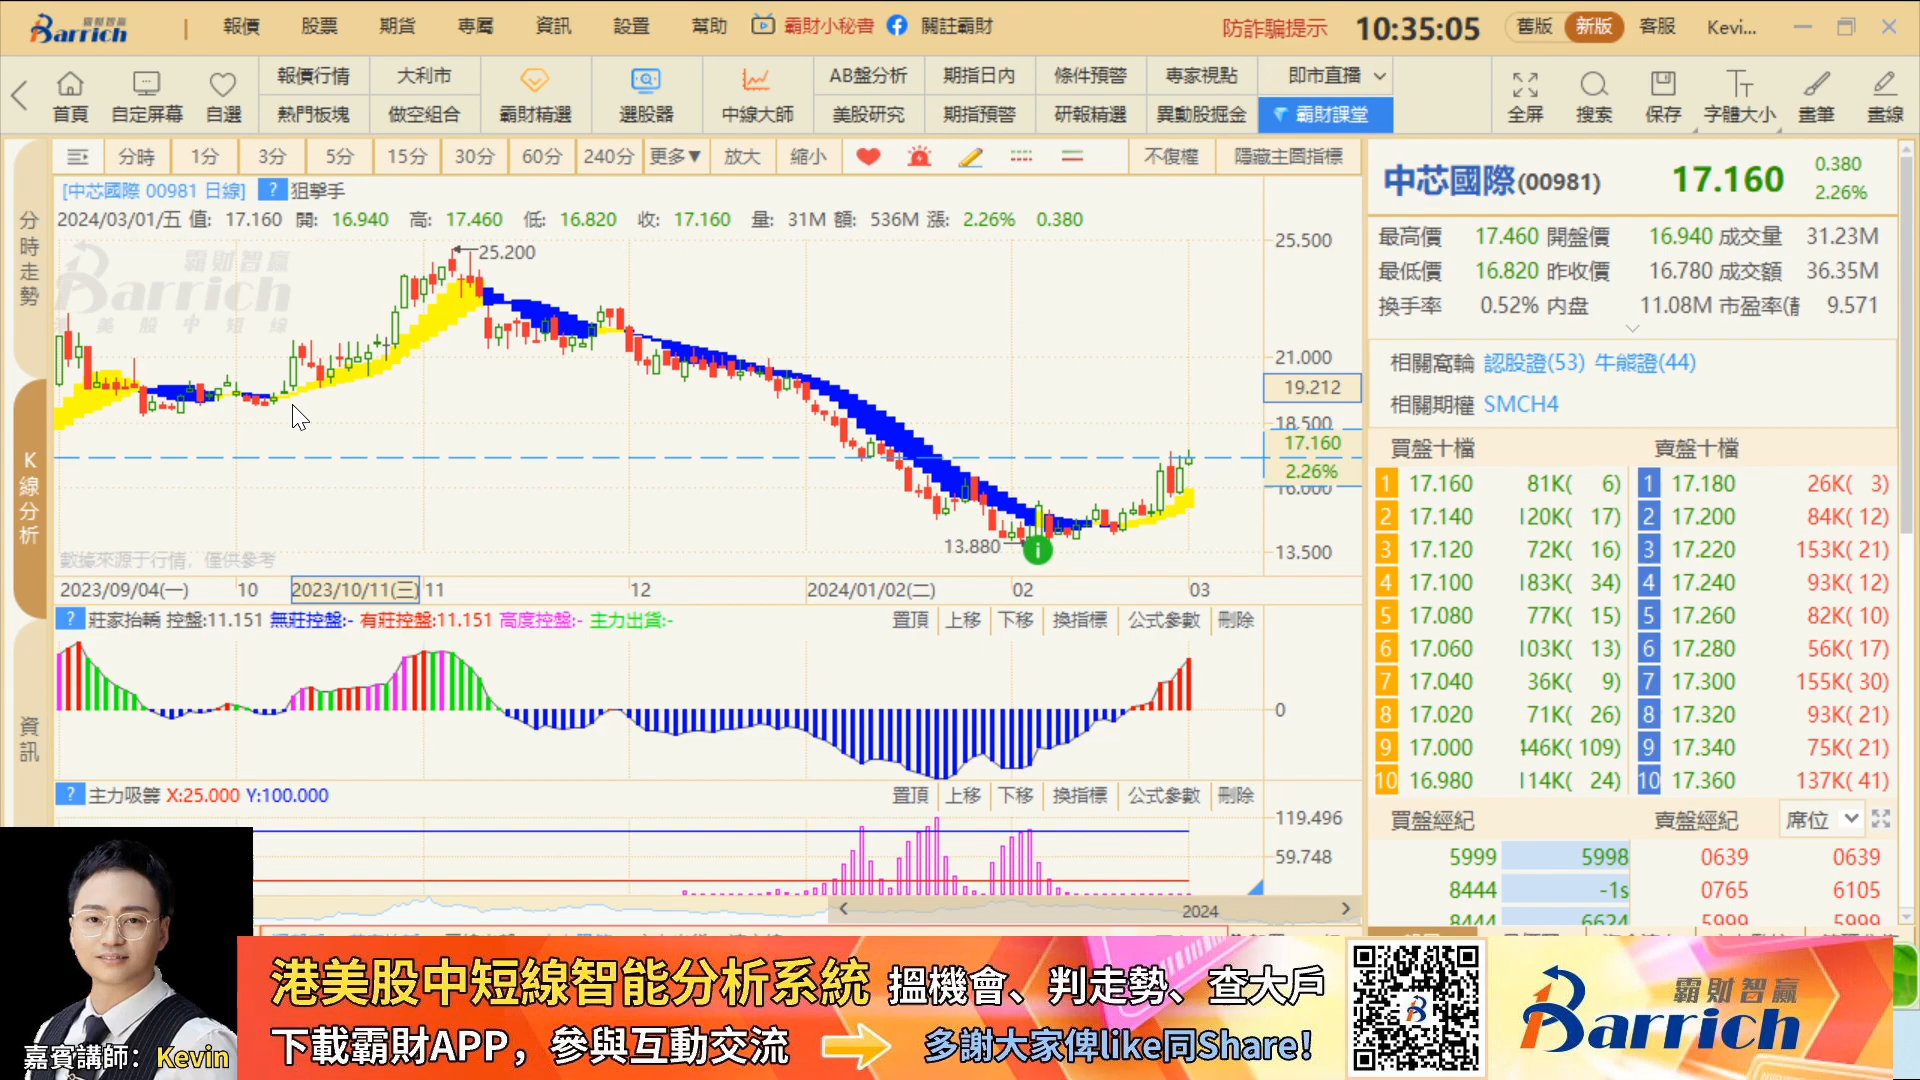 霸財智贏
Barrich
報價 股票 期貨 專屬 資訊 設置 幫助 霸財小秘書 關註霸財
防詐騙提示 10:35:05 舊版 新版 客服 Kevi...
首頁 自定屏幕 自選
報價行情 大利市
熱門板塊 做空組合
霸財精選 選股器 中線大師
AB盤分析 期指日內 條件預警 專家視點 即市直播
美股研究 期指預警 研報精選 異動股掘金 霸財課堂
全屏 搜索 保存 字體大小 畫筆 畫線
分時 1分 3分 5分 15分 30分 60分 240分 更多▼ 放大 縮小 不復權 隱藏主圖指標
分時走勢
K線分析
資訊
[中芯國際 00981 日線] ? 狙擊手
2024/03/01/五 值: 17.160 開: 16.940 高: 17.460 低: 16.820 收: 17.160 量: 31M 額: 536M 漲: 2.26% 0.380
霸財智贏
Barrich
港美股中短線
25.200
13.880
數據來源于行情，僅供參考
25.500
21.000
19.212
18.500
17.160
2.26%
16.000
13.500
2023/09/04(一) 10 2023/10/11(三) 11 12 2024/01/02(二) 02 03
? 莊家抬轎 控盤:11.151 無莊控盤:- 有莊控盤:11.151 高度控盤:- 主力出貨:-
置頂 上移 下移 換指標 公式參數 刪除
0
? 主力吸籌 X:25.000 Y:100.000
置頂 上移 下移 換指標 公式參數 刪除
119.496
59.748
2024
中芯國際(00981) 17.160 0.380
2.26%
最高價 17.460 開盤價 16.940 成交量 31.23M
最低價 16.820 昨收價 16.780 成交額 36.35M
換手率 0.52% 内盘 11.08M 市盈率 9.571
相關窩輪 認股證(53) 牛熊證(44)
相關期權 SMCH4
買盤十檔 賣盤十檔
1 17.160 81K( 6) 1 17.180 26K( 3)
2 17.140 120K( 17) 2 17.200 84K( 12)
3 17.120 72K( 16) 3 17.220 153K( 21)
4 17.100 183K( 34) 4 17.240 93K( 12)
5 17.080 77K( 15) 5 17.260 82K( 10)
6 17.060 103K( 13) 6 17.280 56K( 17)
7 17.040 36K( 9) 7 17.300 155K( 30)
8 17.020 71K( 26) 8 17.320 93K( 21)
9 17.000 446K( 109) 9 17.340 75K( 21)
10 16.980 114K( 24) 10 17.360 137K( 41)
買盤經紀 賣盤經紀 席位
5999 5998 0639 0639
8444 -1s 0765 6105
8444 6624 5999 5999
嘉賓講師：Kevin
港美股中短線智能分析系統 搵機會、判走勢、查大戶
下載霸財APP，參與互動交流 多謝大家俾like同Share!
霸財智贏
Barrich